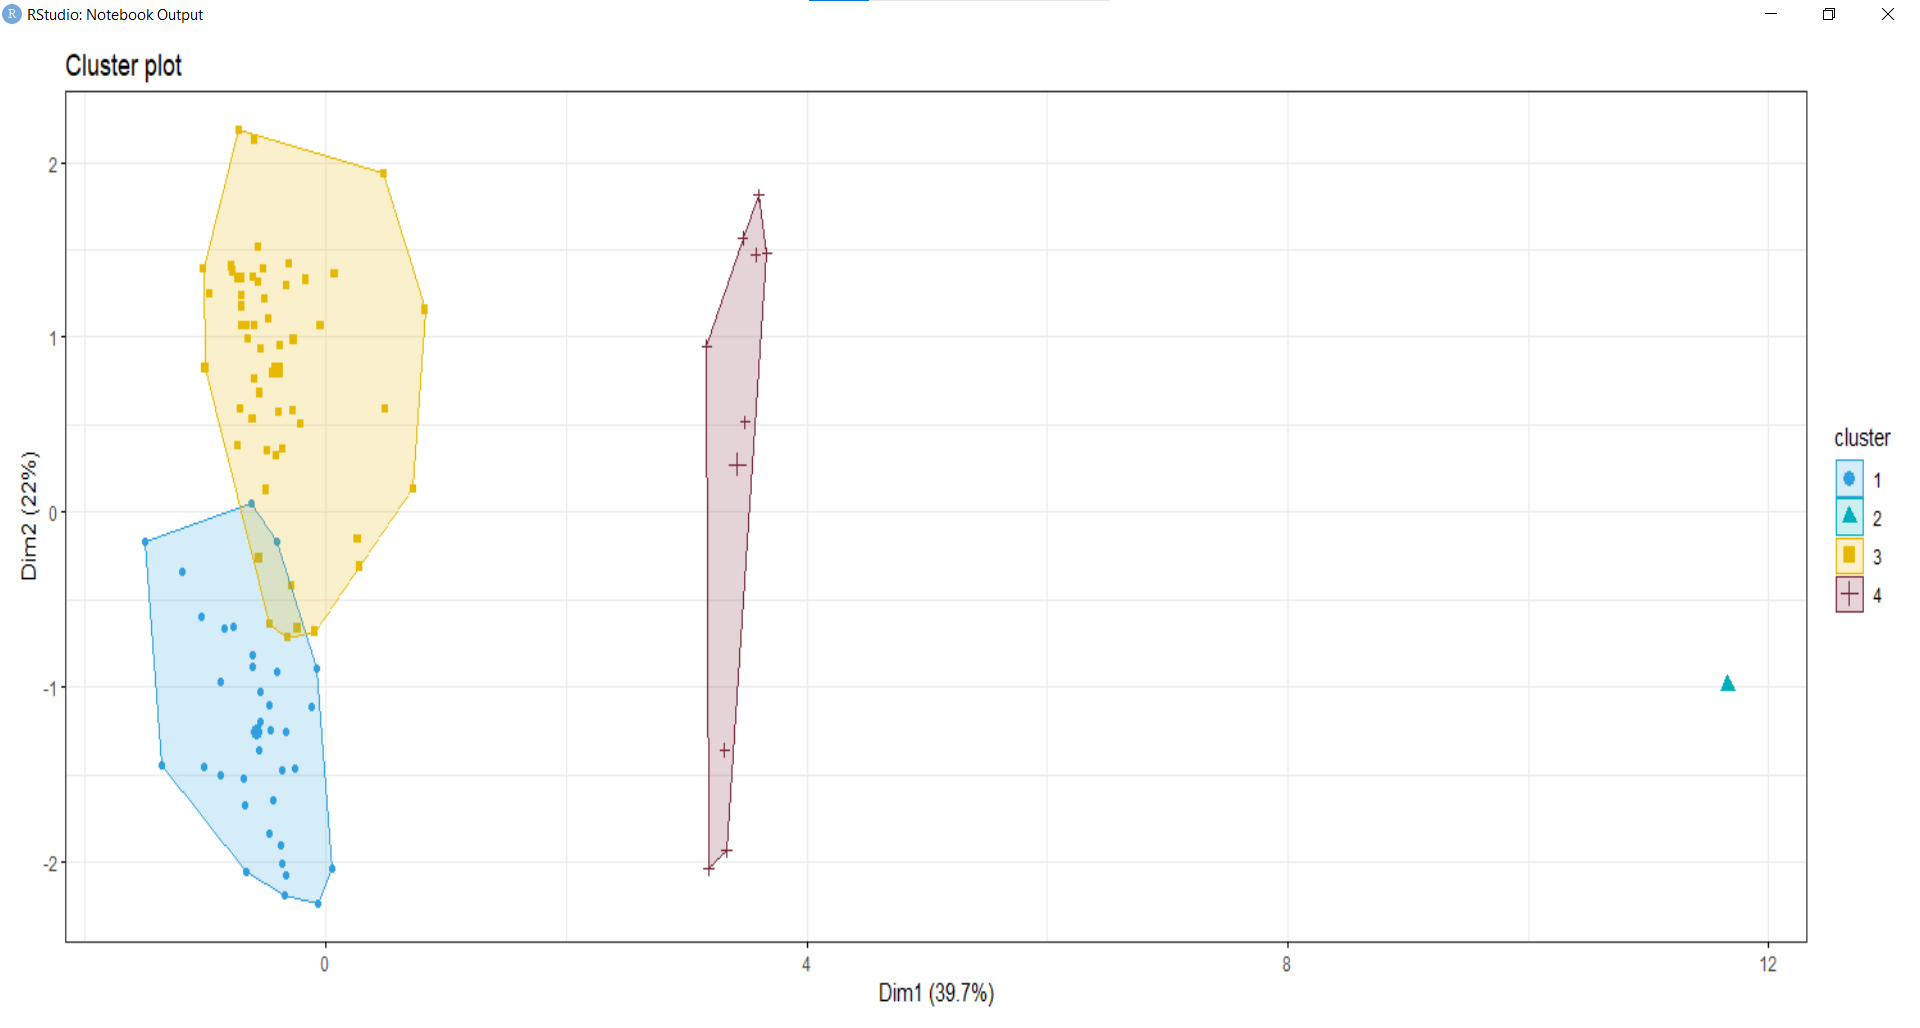 R RStudio: Notebook Output
Cluster plot
2
1
0
-1
-2
Dim2 (22%)
0 4 8 12
Dim1 (39.7%)
cluster
1
2
3
4